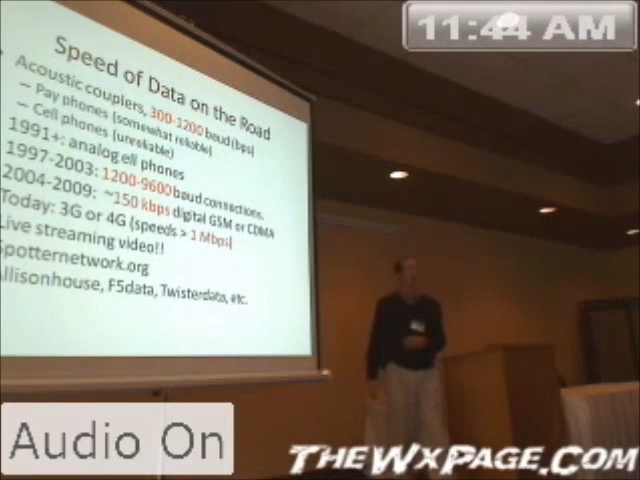 11:44 AM
Speed of Data on the Road
Acoustic couplers, 300-1200 baud (bps)
– Pay phones (somewhat reliable)
– Cell phones (unreliable)
1991+: analog ell phones
1997-2003: 1200-9600 baud connections,
2004-2009: ~150 kbps digital GSM or CDMA
Today: 3G or 4G (speeds > 1 Mbps)
Live streaming video!!
Spotternetwork.org
Allisonhouse, F5data, Twisterdata, etc.
Audio On
TheWxPage.Com